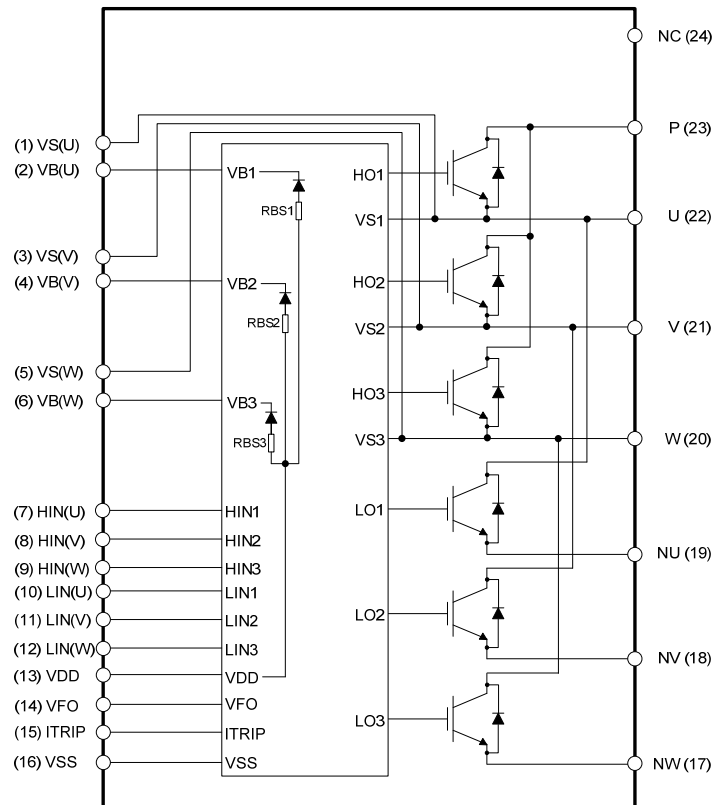 NC (24)
(1) VS(U)
(2) VB(U)
(3) VS(V)
(4) VB(V)
(5) VS(W)
(6) VB(W)
(7) HIN(U)
(8) HIN(V)
(9) HIN(W)
(10) LIN(U)
(11) LIN(V)
(12) LIN(W)
(13) VDD
(14) VFO
(15) ITRIP
(16) VSS
VB1
RBS1
VB2
RBS2
VB3
RBS3
HIN1
HIN2
HIN3
LIN1
LIN2
LIN3
VDD
VFO
ITRIP
VSS
HO1
VS1
HO2
VS2
HO3
VS3
LO1
LO2
LO3
P (23)
U (22)
V (21)
W (20)
NU (19)
NV (18)
NW (17)